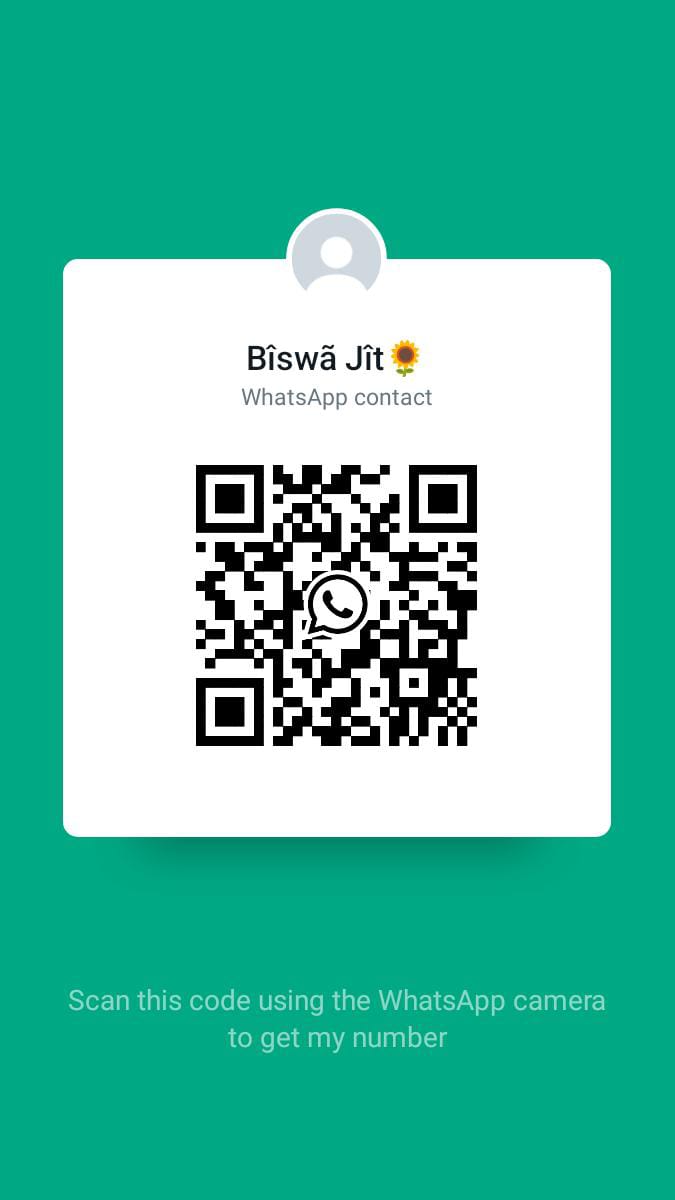 Bîswã Jît🌻
WhatsApp contact
Scan this code using the WhatsApp camera
to get my number